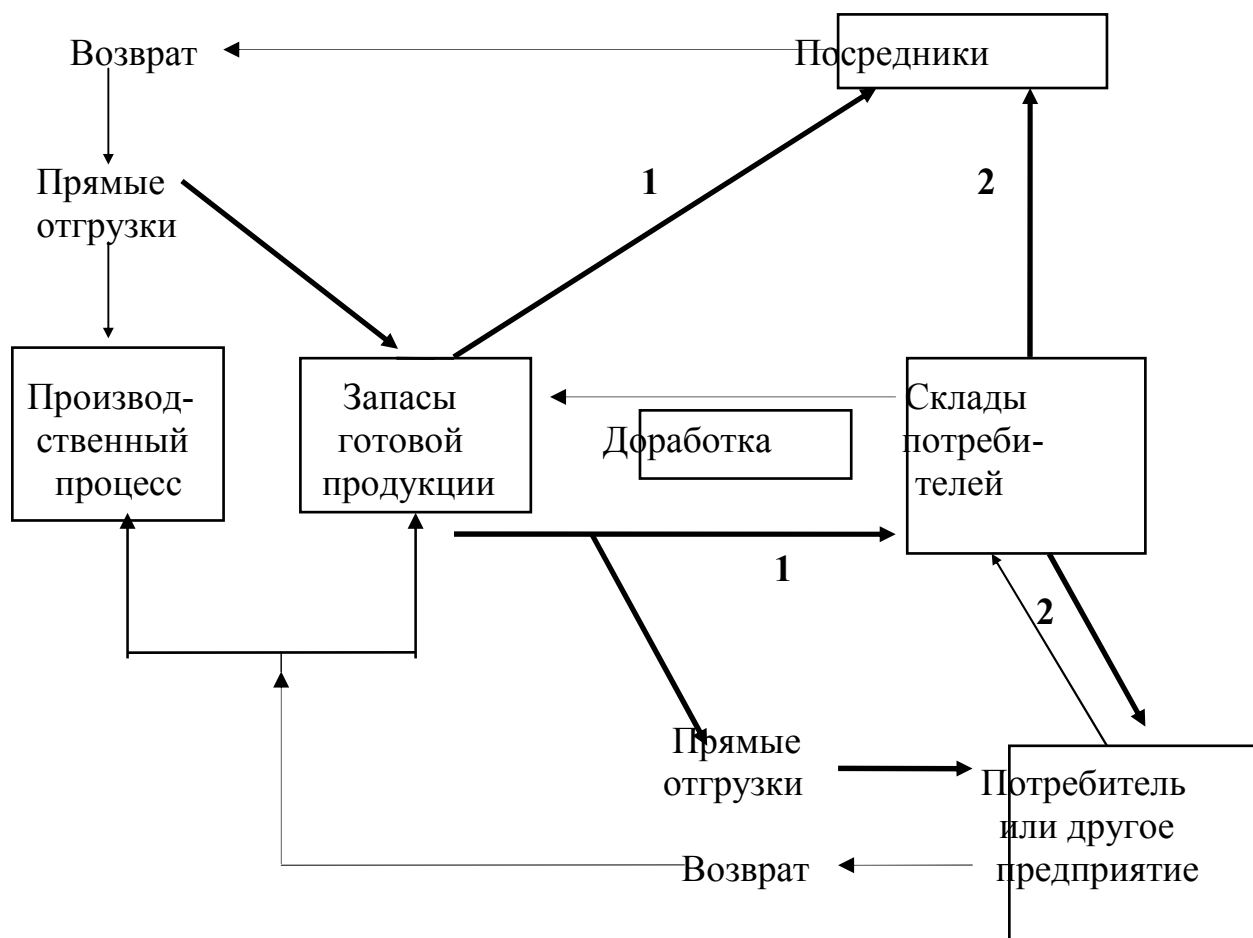 Возврат
Посредники
1
2
Прямые
отгрузки
Производ-
ственный
процесс
Запасы
готовой
продукции
Доработка
Склады
потреби-
телей
1
2
Прямые
отгрузки
Потребитель
или другое
предприятие
Возврат